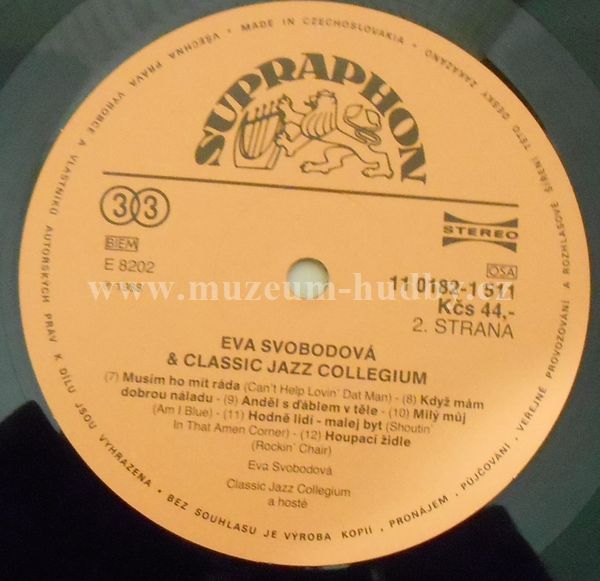 VŠECHNA PRÁVA VÝROBCE A VLASTNÍKŮ AUTORSKÝCH PRÁV K DÍLU JSOU VYHRAZENA • BEZ SOUHLASU JE VÝROBA KOPIÍ • PRONÁJEM • PŮJČOVÁNÍ • VEŘEJNÉ PROVOZOVÁNÍ A ROZHLASOVÉ ŠÍŘENÍ TÉTO DESKY ZAKÁZÁNO • MADE IN CZECHOSLOVAKIA •
SUPRAPHON
33
STEREO
BIEM
OSA
E 8202
11 0182-1511
Kčs 44,-
2. STRANA
www.muzeum-hudby.cz
EVA SVOBODOVÁ
& CLASSIC JAZZ COLLEGIUM
(7) Musím ho mít ráda (Can't Help Lovin' Dat Man) - (8) Když mám
dobrou náladu - (9) Anděl s ďáblem v těle - (10) Milý můj
(Am I Blue) - (11) Hodně lidí - malej byt (Shoutin'
In That Amen Corner) - (12) Houpací židle
(Rockin' Chair)
Eva Svobodová
Classic Jazz Collegium
a hosté